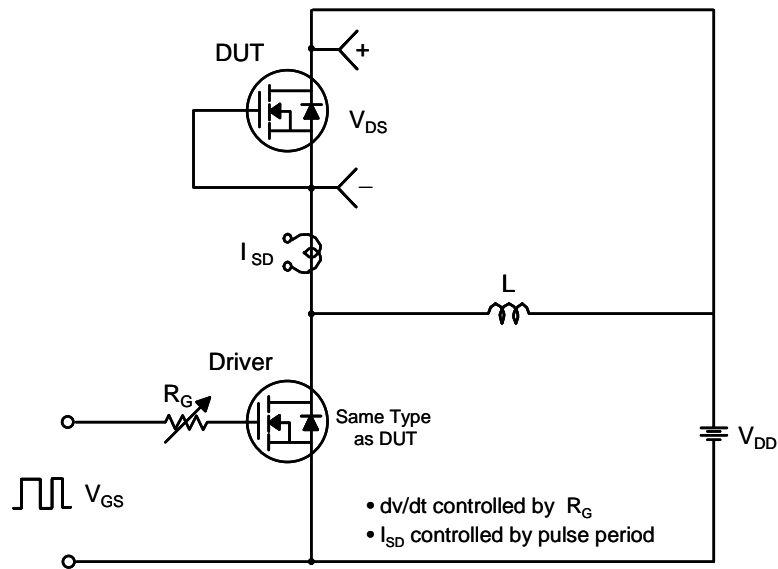 DUT
+
VDS
−
ISD
L
Driver
RG
Same Type
as DUT
VDD
VGS
• dv/dt controlled by RG
• ISD controlled by pulse period